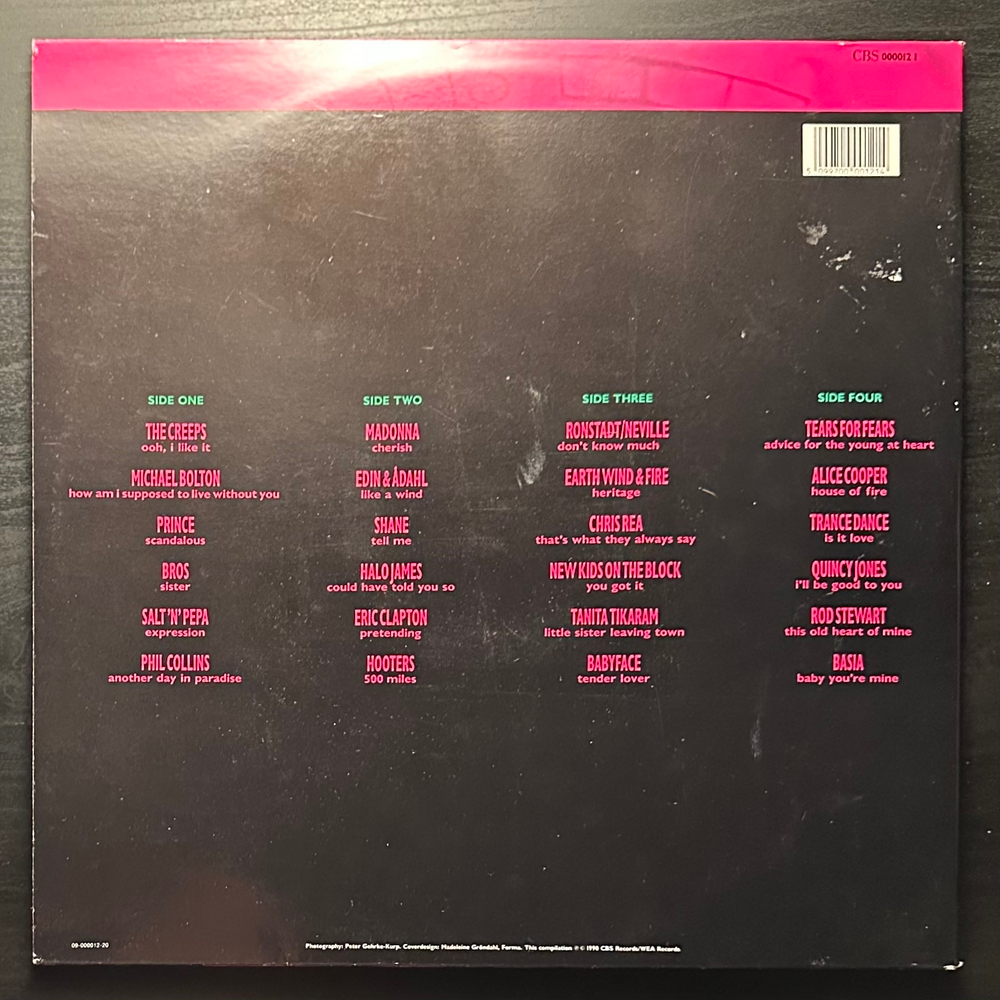 CBS 000012 1
5 099700 001214
SIDE ONE
THE CREEPS
ooh, i like it
MICHAEL BOLTON
how am i supposed to live without you
PRINCE
scandalous
BROS
sister
SALT 'N' PEPA
expression
PHIL COLLINS
another day in paradise
SIDE TWO
MADONNA
cherish
EDIN & ÅDAHL
like a wind
SHANE
tell me
HALO JAMES
could have told you so
ERIC CLAPTON
pretending
HOOTERS
500 miles
SIDE THREE
RONSTADT/NEVILLE
don't know much
EARTH WIND & FIRE
heritage
CHRIS REA
that's what they always say
NEW KIDS ON THE BLOCK
you got it
TANITA TIKARAM
little sister leaving town
BABYFACE
tender lover
SIDE FOUR
TEARS FOR FEARS
advice for the young at heart
ALICE COOPER
house of fire
TRANCE DANCE
is it love
QUINCY JONES
i'll be good to you
ROD STEWART
this old heart of mine
BASIA
baby you're mine
09-000012-20
Photography: Peter Gehrke-Kurp. Coverdesign: Madeleine Gröndahl, Forma. This compilation ℗ © 1990 CBS Records/WEA Records